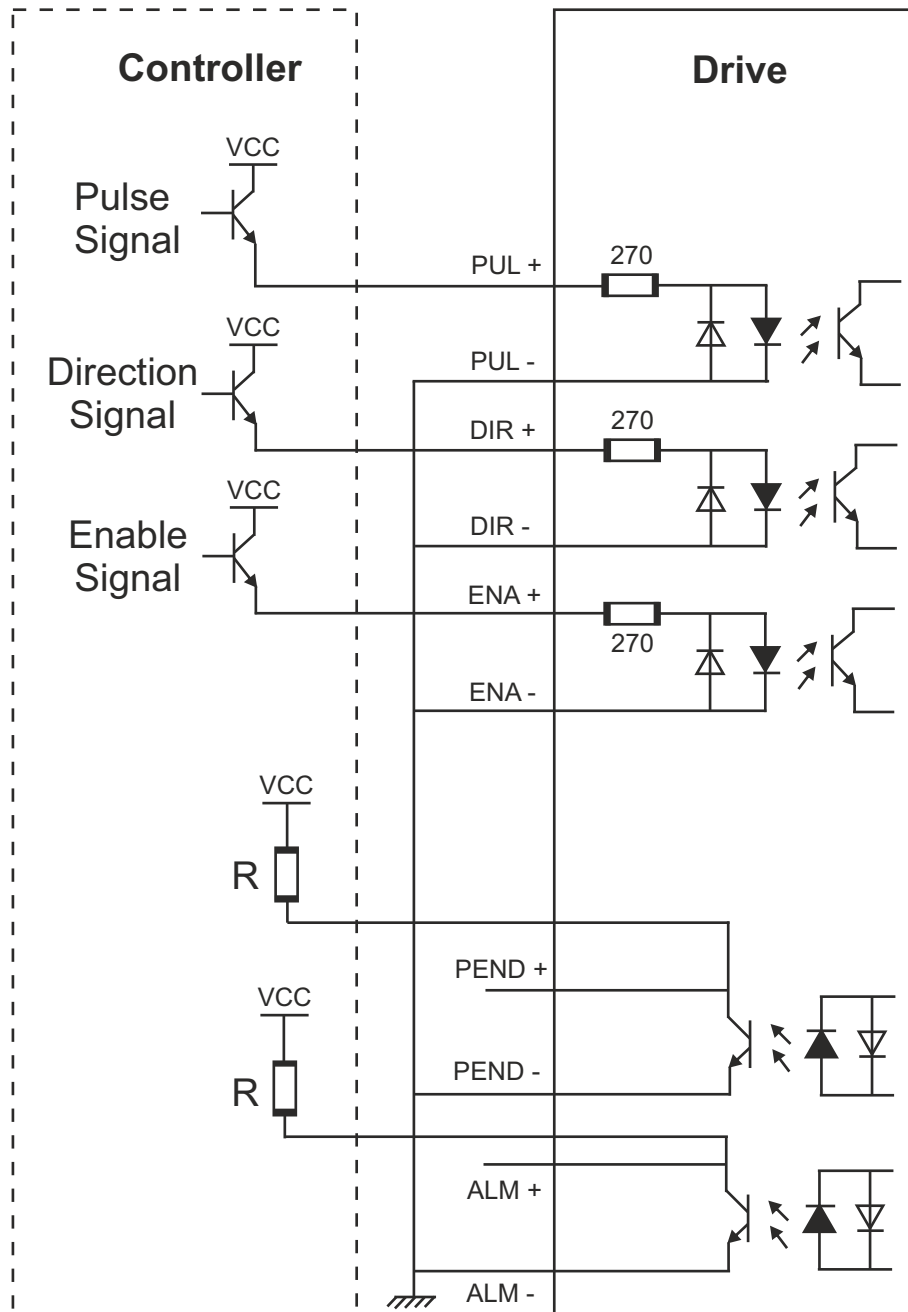 Controller
Drive
VCC
Pulse
Signal
PUL +
270
PUL -
VCC
Direction
Signal
DIR +
270
DIR -
VCC
Enable
Signal
ENA +
270
ENA -
VCC
R
PEND +
PEND -
VCC
R
ALM +
ALM -